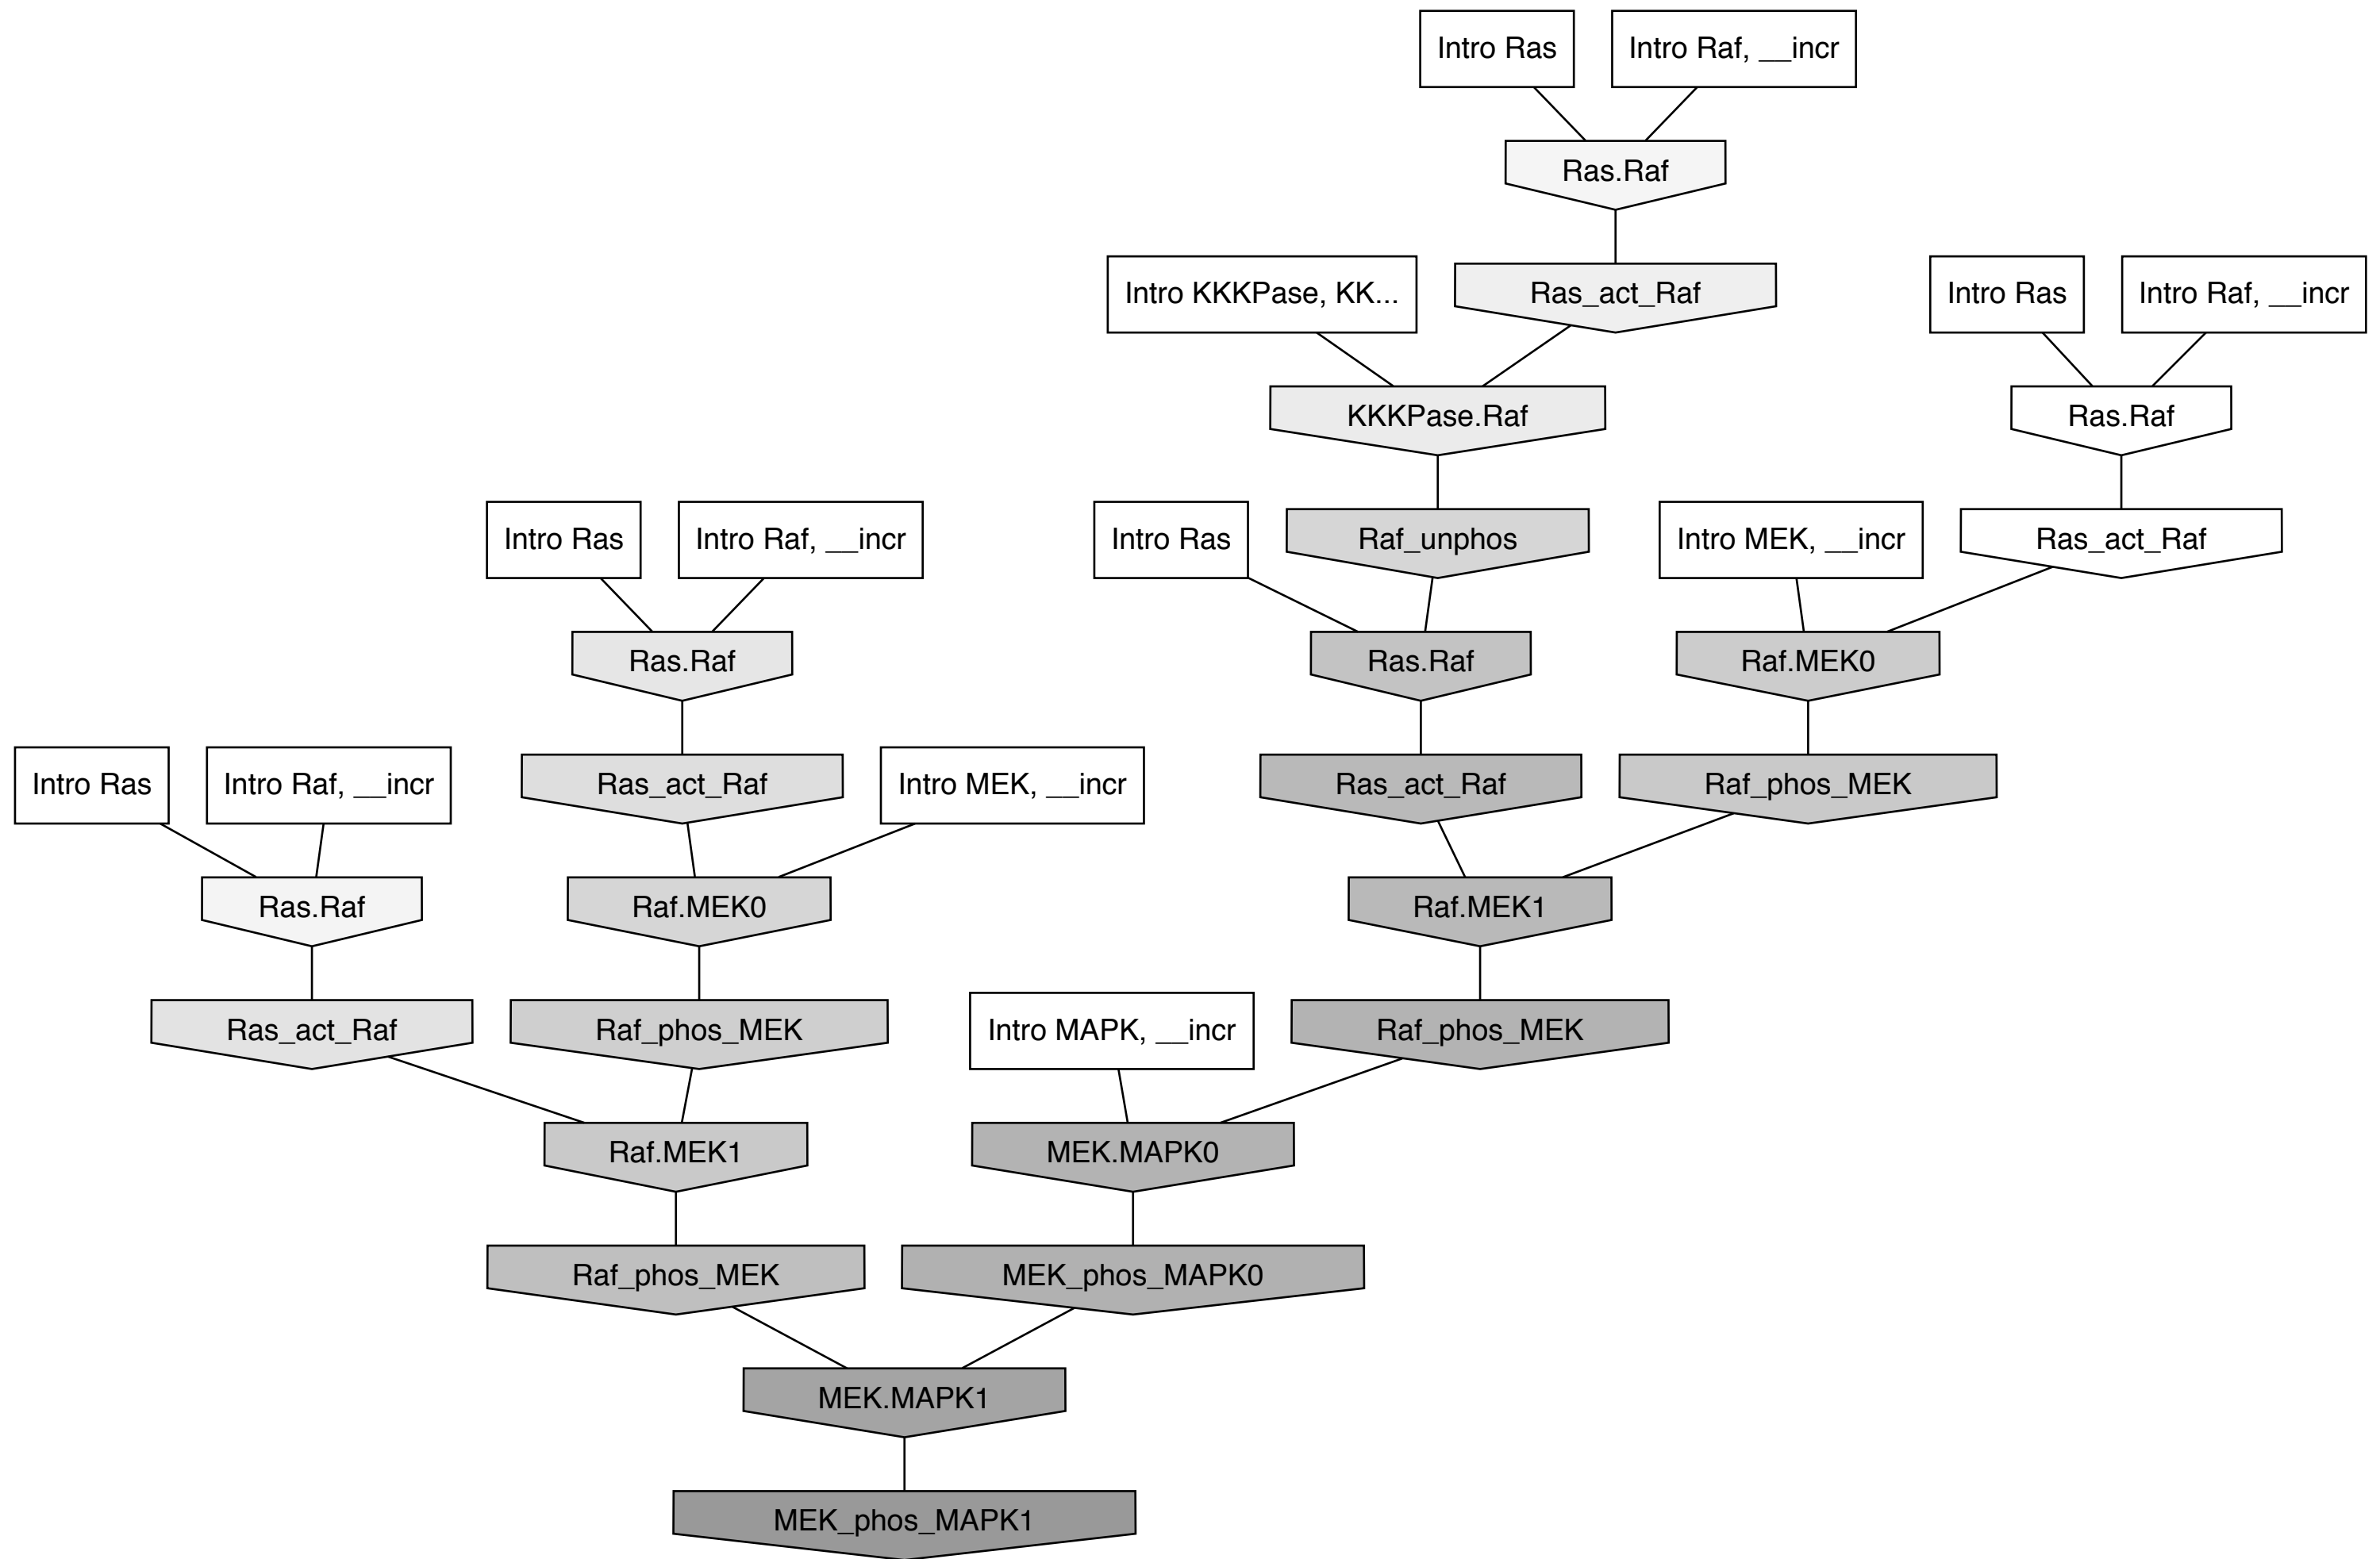 Intro Ras
Intro Raf, __incr
Ras.Raf
Intro KKKPase, KK...
Ras_act_Raf
Intro Ras
Intro Raf, __incr
KKKPase.Raf
Ras.Raf
Intro Ras
Intro Raf, __incr
Intro Ras
Raf_unphos
Intro MEK, __incr
Ras_act_Raf
Ras.Raf
Ras.Raf
Raf.MEK0
Intro Ras
Intro Raf, __incr
Ras_act_Raf
Intro MEK, __incr
Ras_act_Raf
Raf_phos_MEK
Ras.Raf
Raf.MEK0
Raf.MEK1
Ras_act_Raf
Raf_phos_MEK
Intro MAPK, __incr
Raf_phos_MEK
Raf.MEK1
MEK.MAPK0
Raf_phos_MEK
MEK_phos_MAPK0
MEK.MAPK1
MEK_phos_MAPK1